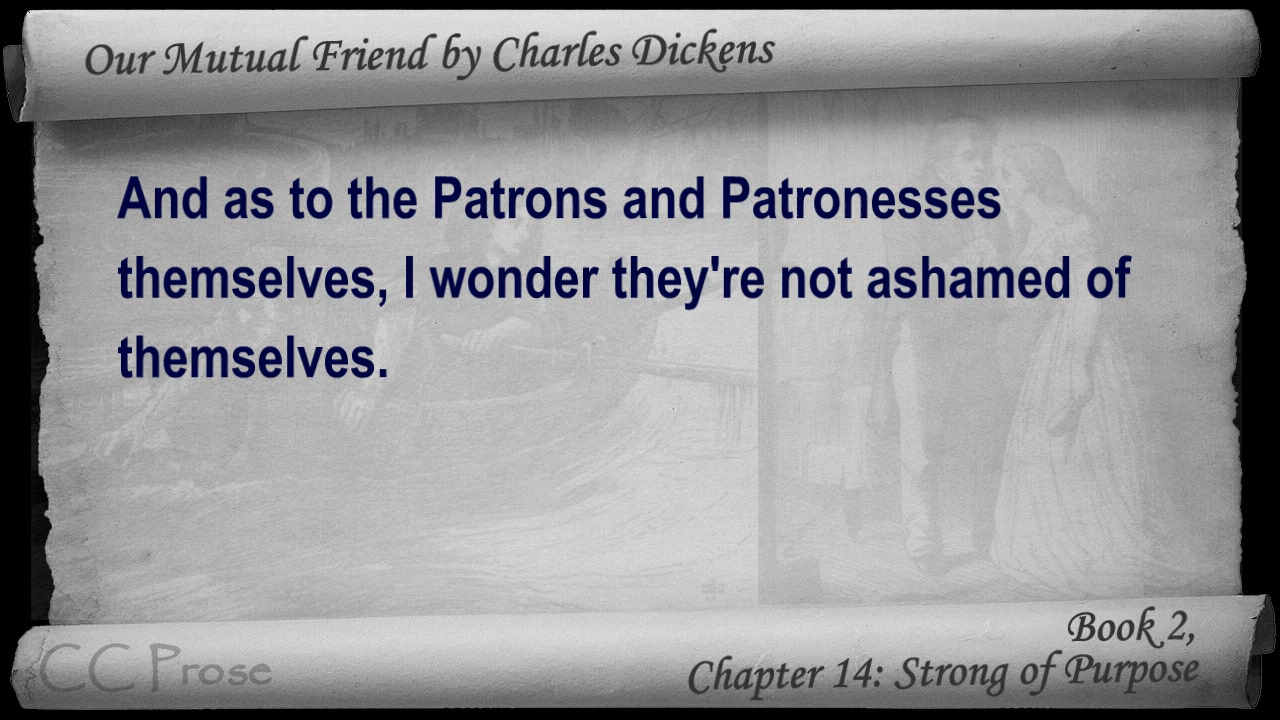 Our Mutual Friend by Charles Dickens
And as to the Patrons and Patronesses
themselves, I wonder they're not ashamed of
themselves.
Book 2,
Chapter 14: Strong of Purpose
CC Prose